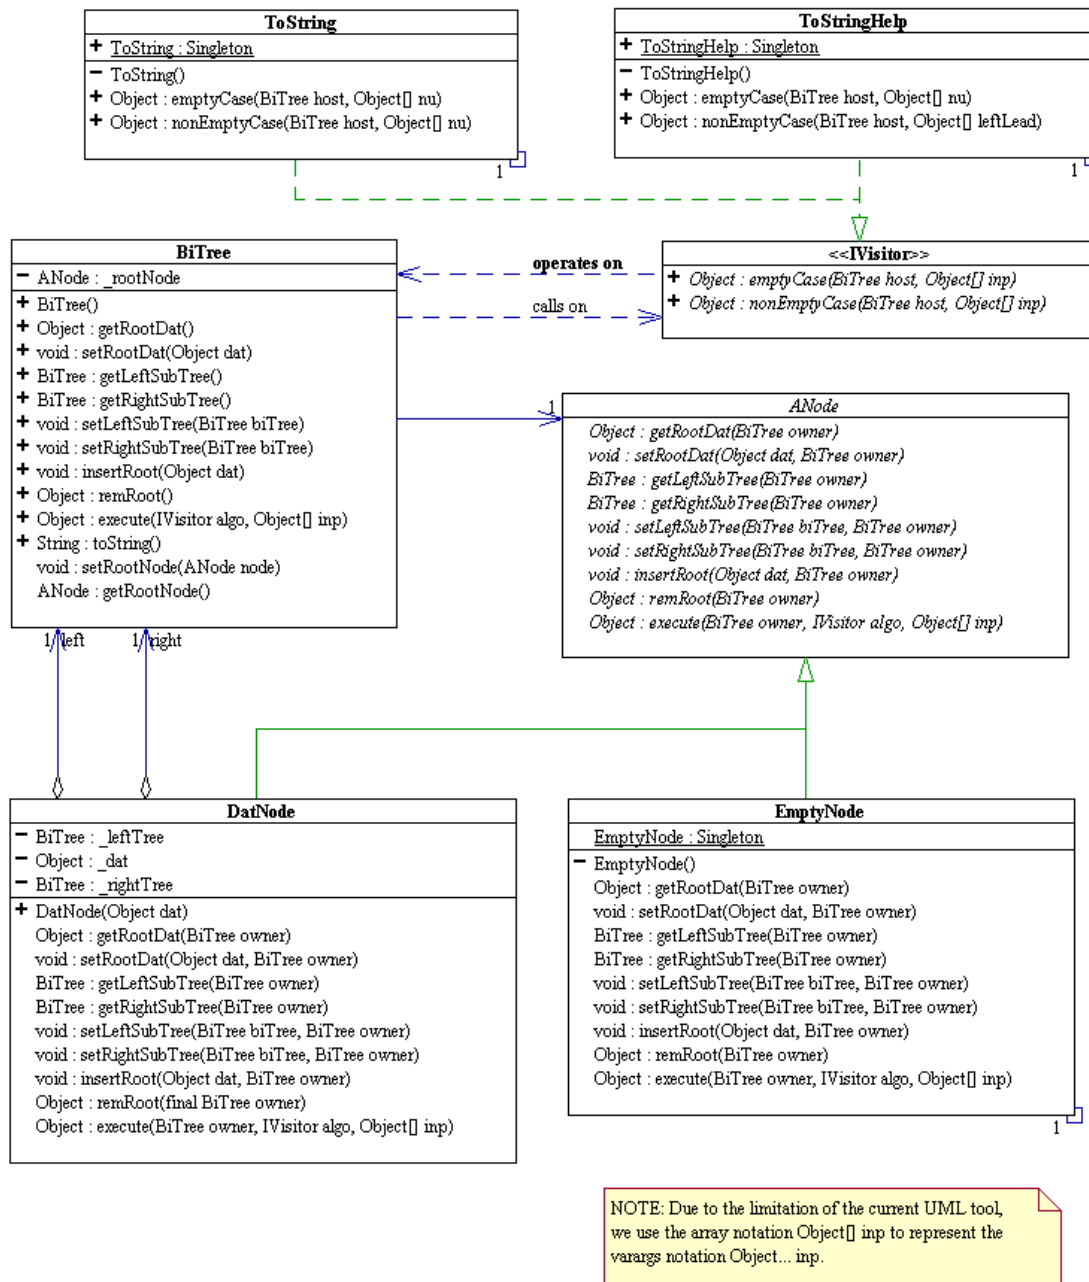 ToString
+ ToString : Singleton
− ToString()
+ Object : emptyCase(BiTree host, Object[] nu)
+ Object : nonEmptyCase(BiTree host, Object[] nu)
1
ToStringHelp
+ ToStringHelp : Singleton
− ToStringHelp()
+ Object : emptyCase(BiTree host, Object[] nu)
+ Object : nonEmptyCase(BiTree host, Object[] leftLead)
1
BiTree
− ANode : _rootNode
+ BiTree()
+ Object : getRootDat()
+ void : setRootDat(Object dat)
+ BiTree : getLeftSubTree()
+ BiTree : getRightSubTree()
+ void : setLeftSubTree(BiTree biTree)
+ void : setRightSubTree(BiTree biTree)
+ void : insertRoot(Object dat)
+ Object : remRoot()
+ Object : execute(IVisitor algo, Object[] inp)
+ String : toString()
void : setRootNode(ANode node)
ANode : getRootNode()
operates on
calls on
<<IVisitor>>
+ Object : emptyCase(BiTree host, Object[] inp)
+ Object : nonEmptyCase(BiTree host, Object[] inp)
1
ANode
Object : getRootDat(BiTree owner)
void : setRootDat(Object dat, BiTree owner)
BiTree : getLeftSubTree(BiTree owner)
BiTree : getRightSubTree(BiTree owner)
void : setLeftSubTree(BiTree biTree, BiTree owner)
void : setRightSubTree(BiTree biTree, BiTree owner)
void : insertRoot(Object dat, BiTree owner)
Object : remRoot(BiTree owner)
Object : execute(BiTree owner, IVisitor algo, Object[] inp)
1 left
1 right
DatNode
− BiTree : _leftTree
− Object : _dat
− BiTree : _rightTree
+ DatNode(Object dat)
Object : getRootDat(BiTree owner)
void : setRootDat(Object dat, BiTree owner)
BiTree : getLeftSubTree(BiTree owner)
BiTree : getRightSubTree(BiTree owner)
void : setLeftSubTree(BiTree biTree, BiTree owner)
void : setRightSubTree(BiTree biTree, BiTree owner)
void : insertRoot(Object dat, BiTree owner)
Object : remRoot(final BiTree owner)
Object : execute(BiTree owner, IVisitor algo, Object[] inp)
EmptyNode
EmptyNode : Singleton
− EmptyNode()
Object : getRootDat(BiTree owner)
void : setRootDat(Object dat, BiTree owner)
BiTree : getLeftSubTree(BiTree owner)
BiTree : getRightSubTree(BiTree owner)
void : setLeftSubTree(BiTree biTree, BiTree owner)
void : setRightSubTree(BiTree biTree, BiTree owner)
void : insertRoot(Object dat, BiTree owner)
Object : remRoot(BiTree owner)
Object : execute(BiTree owner, IVisitor algo, Object[] inp)
1
NOTE: Due to the limitation of the current UML tool,
we use the array notation Object[] inp to represent the
varargs notation Object... inp.